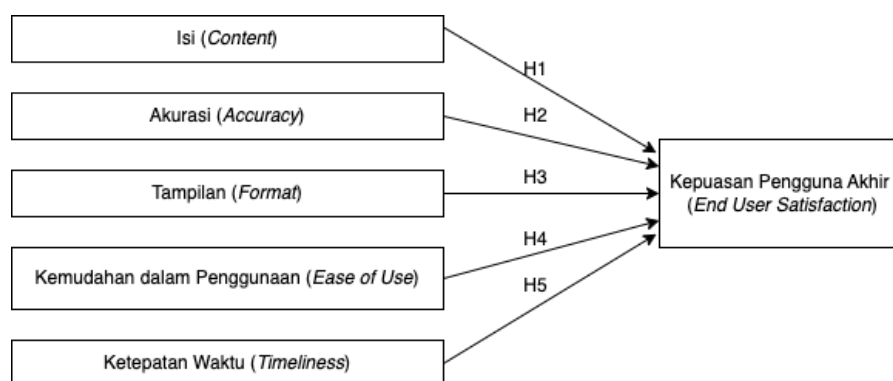 Isi (Content)
H1
Akurasi (Accuracy)
H2
Tampilan (Format)
H3
Kepuasan Pengguna Akhir
(End User Satisfaction)
H4
Kemudahan dalam Penggunaan (Ease of Use)
H5
Ketepatan Waktu (Timeliness)